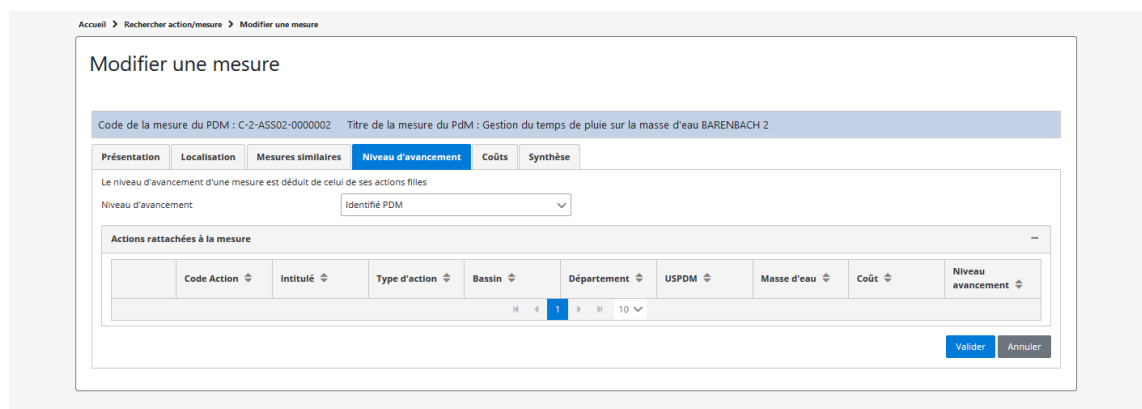 Accueil > Rechercher action/mesure > Modifier une mesure
Modifier une mesure
Code de la mesure du PDM : C-2-ASS02-0000002 Titre de la mesure du PdM : Gestion du temps de pluie sur la masse d'eau BARENBACH 2
Présentation Localisation Mesures similaires Niveau d'avancement Coûts Synthèse
Le niveau d'avancement d'une mesure est déduit de celui de ses actions filles
Niveau d'avancement Identifié PDM
Actions rattachées à la mesure
Code Action Intitulé Type d'action Bassin Département USPDM Masse d'eau Coût Niveau avancement
1 10
Valider Annuler